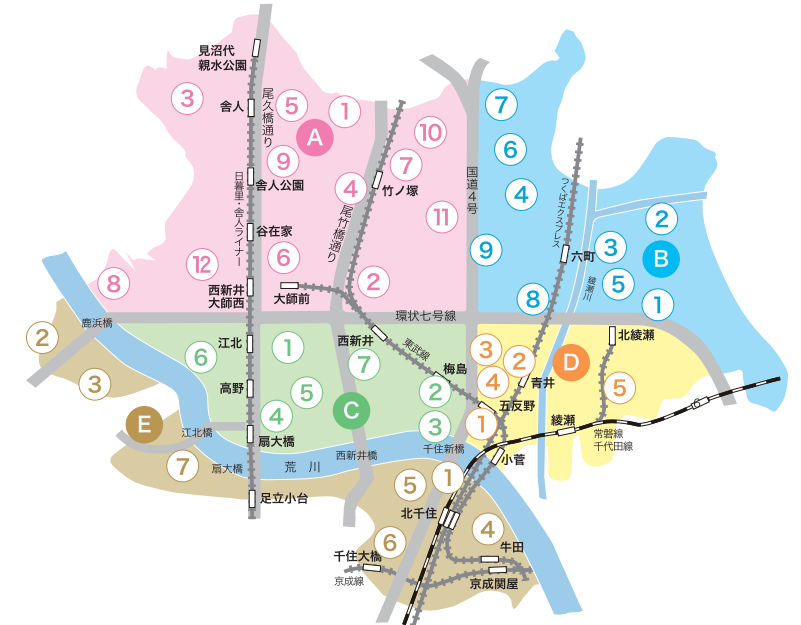 見沼代
親水公園
③
舎人
尾久橋通り
⑤
①
A
⑩
⑦
⑥
⑨
舎人公園
日暮里・舎人ライナー
④
⑦
竹ノ塚
尾竹橋通り
国道4号
④
つくばエクスプレス
⑪
②
谷在家
⑥
⑫
⑨
六町
③
B
綾瀬川
⑤
⑧
西新井
大師西
大師前
②
⑧
①
環状七号線
鹿浜橋
②
江北
①
西新井
東武線
北綾瀬
⑥
⑦
梅島
③
②
D
④
青井
⑤
③
高野
⑤
②
五反野
C
④
E
江北橋
扇大橋
③
①
綾瀬
6
常磐線
千代田線
千住新橋
小菅
⑦
扇大橋
荒川
西新井橋
足立小台
⑤
①
北千住
④
⑥
千住大橋
京成線
牛田
京成関屋